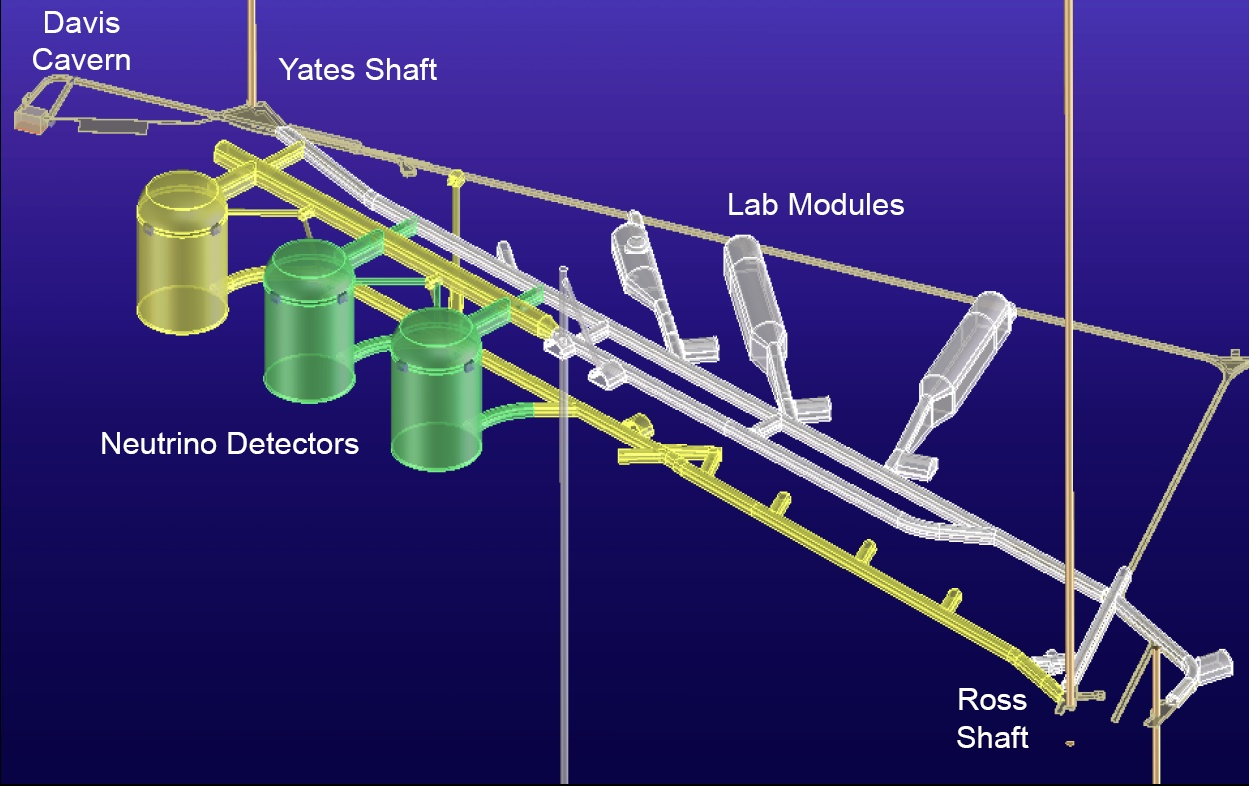 Davis
Cavern
Yates Shaft
Lab Modules
Neutrino Detectors
Ross
Shaft